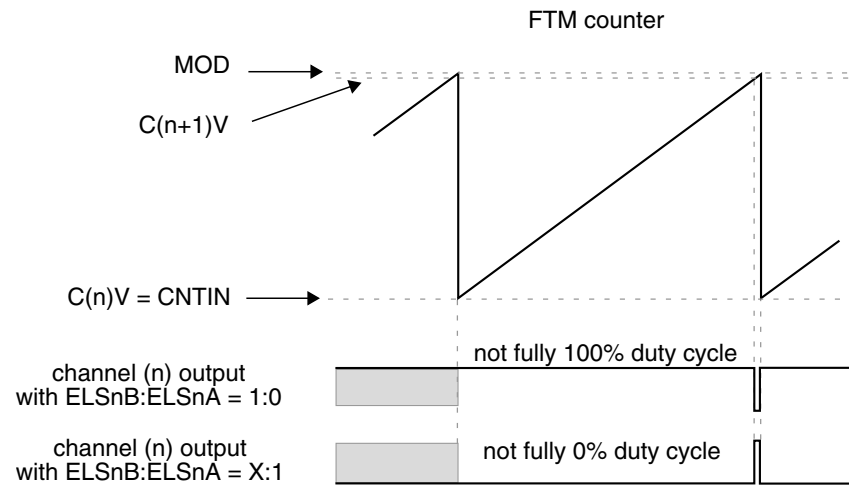 FTM counter
MOD
C(n+1)V
C(n)V = CNTIN
not fully 100% duty cycle
channel (n) output
with ELSnB:ELSnA = 1:0
channel (n) output
not fully 0% duty cycle
with ELSnB:ELSnA = X:1